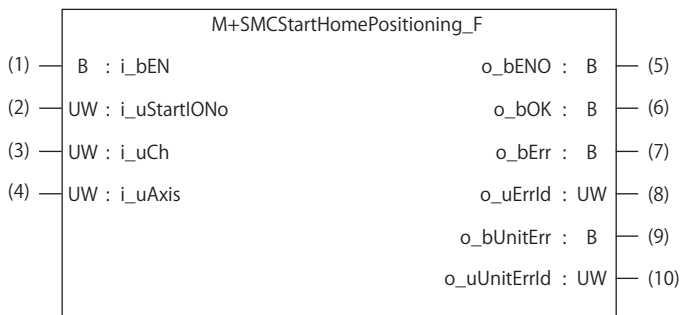 M+SMCStartHomePositioning_F
(1) B : i_bEN o_bENO : B (5)
(2) UW : i_uStartIONo o_bOK : B (6)
(3) UW : i_uCh o_bErr : B (7)
(4) UW : i_uAxis o_uErrId : UW (8)
o_bUnitErr : B (9)
o_uUnitErrId : UW (10)